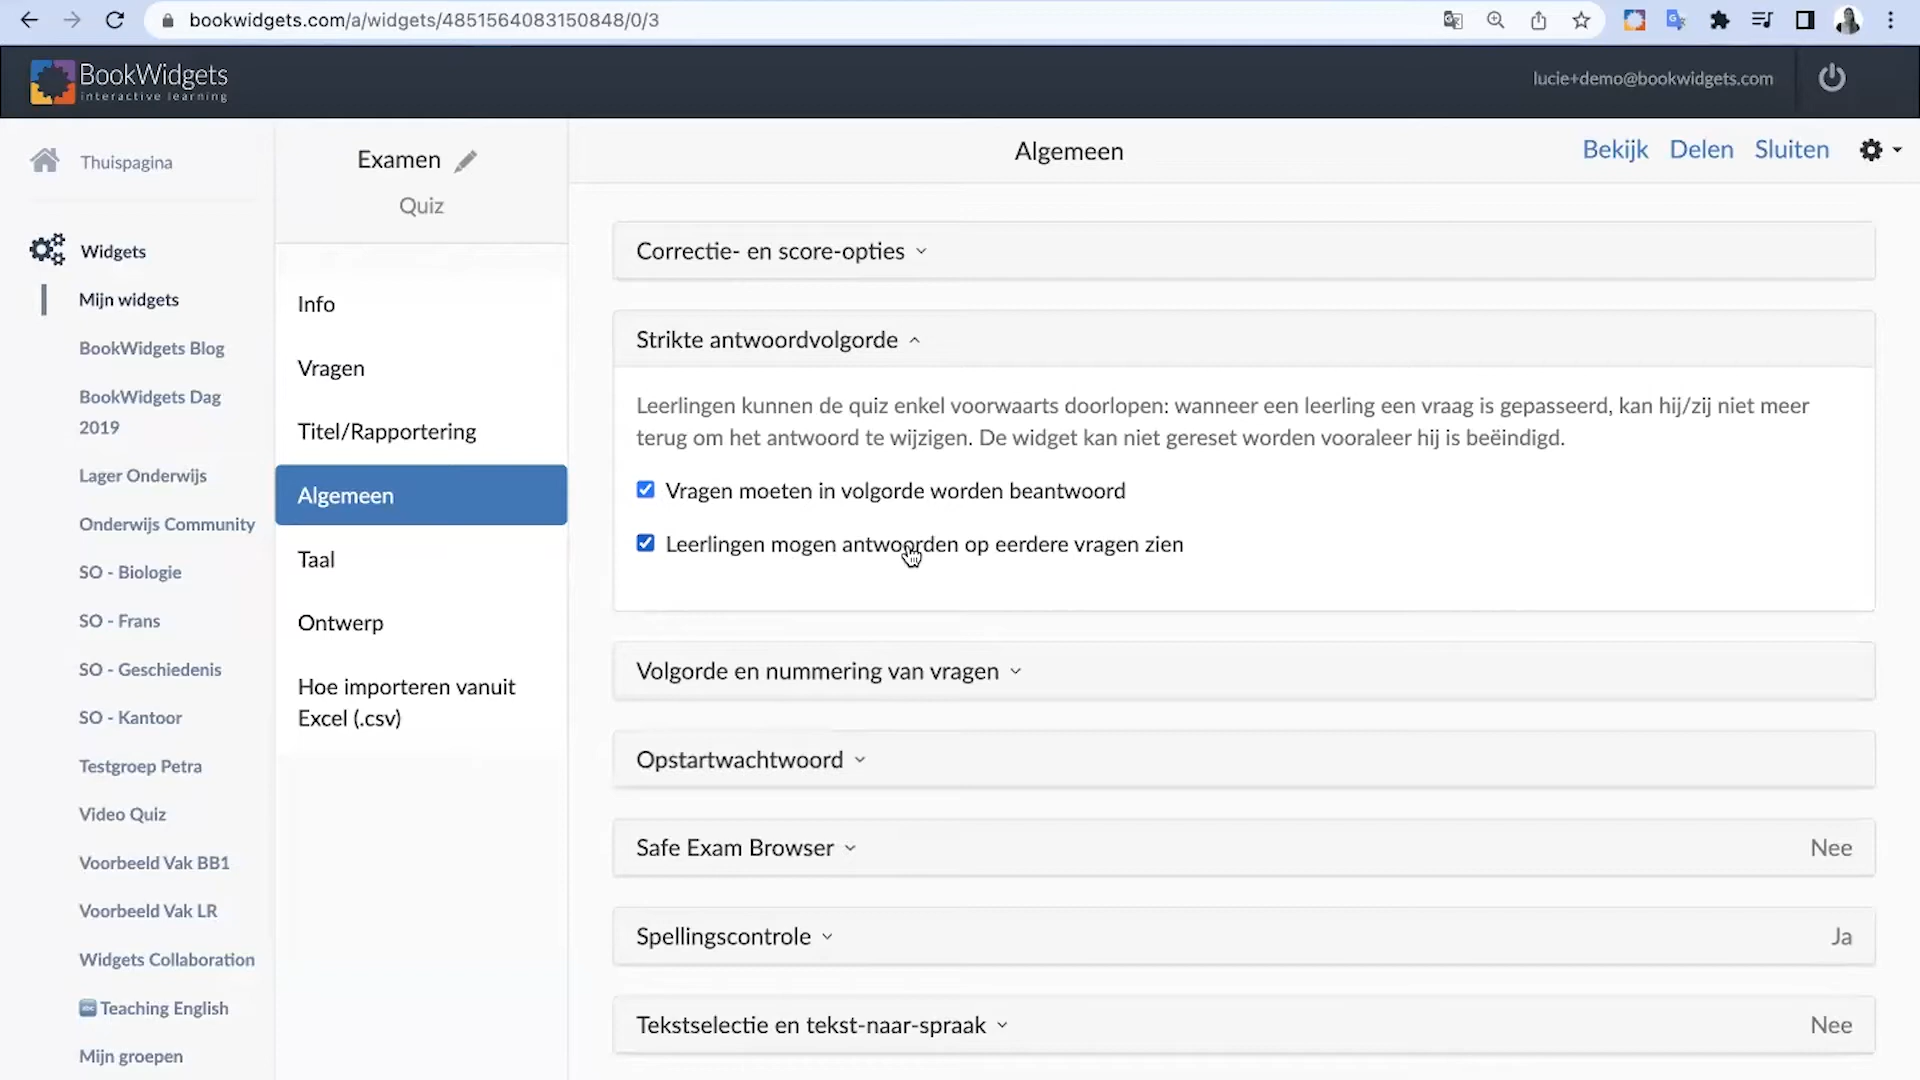 bookwidgets.com/a/widgets/4851564083150848/0/3
BookWidgets
interactive learning
lucie+demo@bookwidgets.com
Thuispagina
Widgets
Mijn widgets
BookWidgets Blog
BookWidgets Dag
2019
Lager Onderwijs
Onderwijs Community
SO - Biologie
SO - Frans
SO - Geschiedenis
SO - Kantoor
Testgroep Petra
Video Quiz
Voorbeeld Vak BB1
Voorbeeld Vak LR
Widgets Collaboration
Teaching English
Mijn groepen
Examen
Quiz
Info
Vragen
Titel/Rapportering
Algemeen
Taal
Ontwerp
Hoe importeren vanuit
Excel (.csv)
Algemeen
Bekijk Delen Sluiten
Correctie- en score-opties
Strikte antwoordvolgorde
Leerlingen kunnen de quiz enkel voorwaarts doorlopen: wanneer een leerling een vraag is gepasseerd, kan hij/zij niet meer
terug om het antwoord te wijzigen. De widget kan niet gereset worden vooraleer hij is beëindigd.
Vragen moeten in volgorde worden beantwoord
Leerlingen mogen antwoorden op eerdere vragen zien
Volgorde en nummering van vragen
Opstartwachtwoord
Safe Exam Browser Nee
Spellingscontrole Ja
Tekstselectie en tekst-naar-spraak Nee